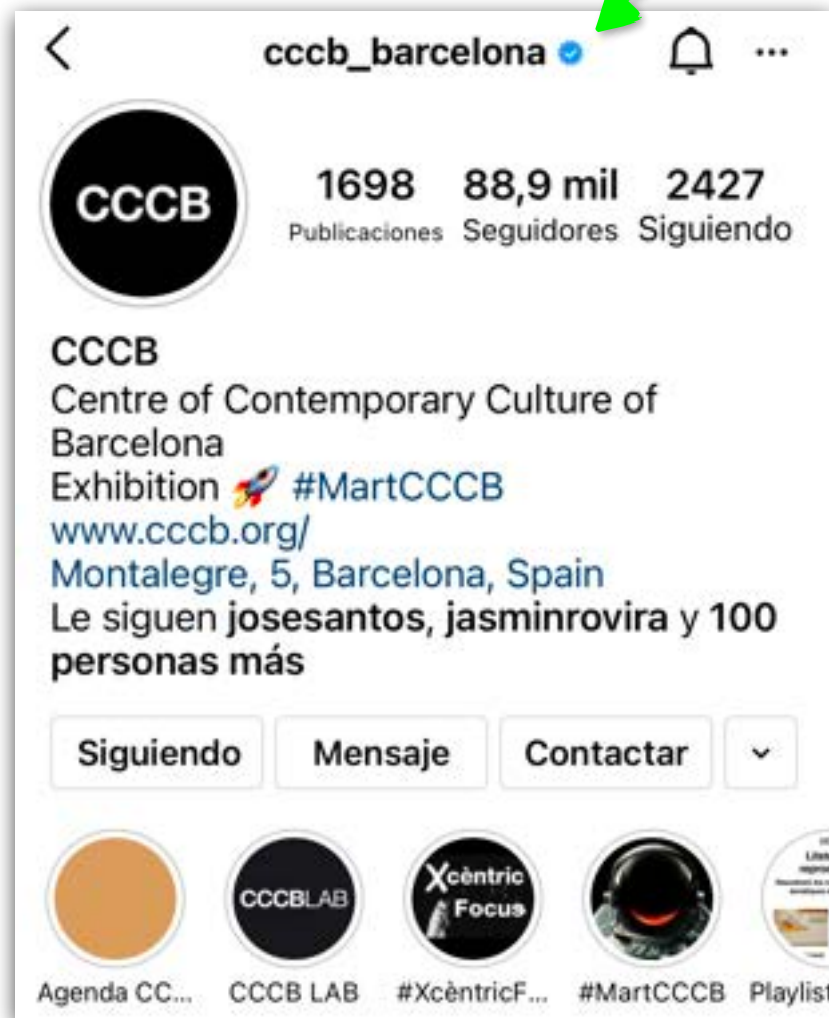 cccb_barcelona
CCCB
1698 88,9 mil 2427
Publicaciones Seguidores Siguiendo
CCCB
Centre of Contemporary Culture of
Barcelona
Exhibition 🚀 #MartCCCB
www.cccb.org/
Montalegre, 5, Barcelona, Spain
Le siguen josesantos, jasminrovira y 100
personas más
Siguiendo Mensaje Contactar
CCCBLAB Xcèntric
Focus
Agenda CC... CCCB LAB #XcèntricF... #MartCCCB Playlist